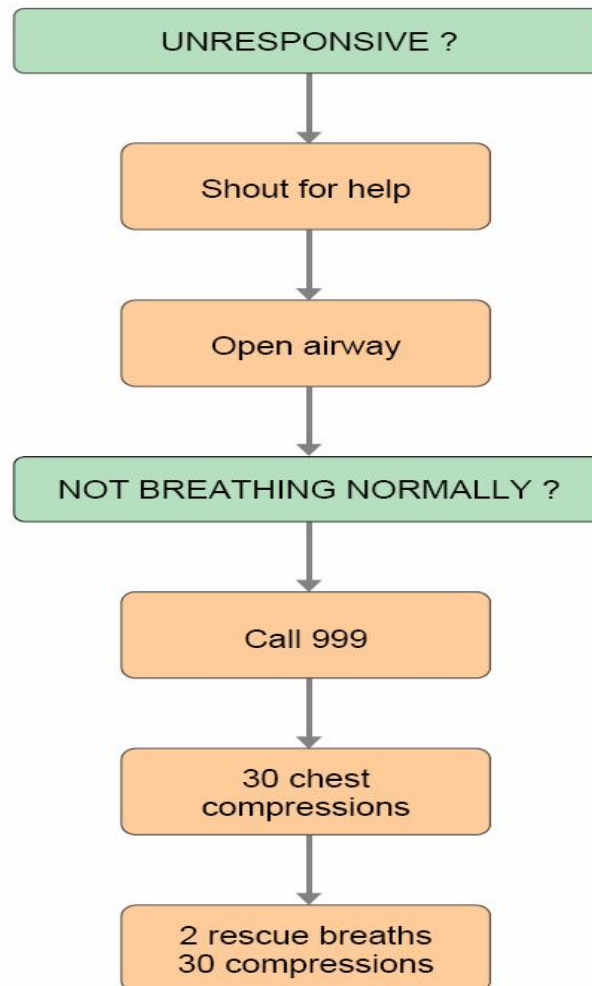 UNRESPONSIVE ?
Shout for help
Open airway
NOT BREATHING NORMALLY ?
Call 999
30 chest
compressions
2 rescue breaths
30 compressions